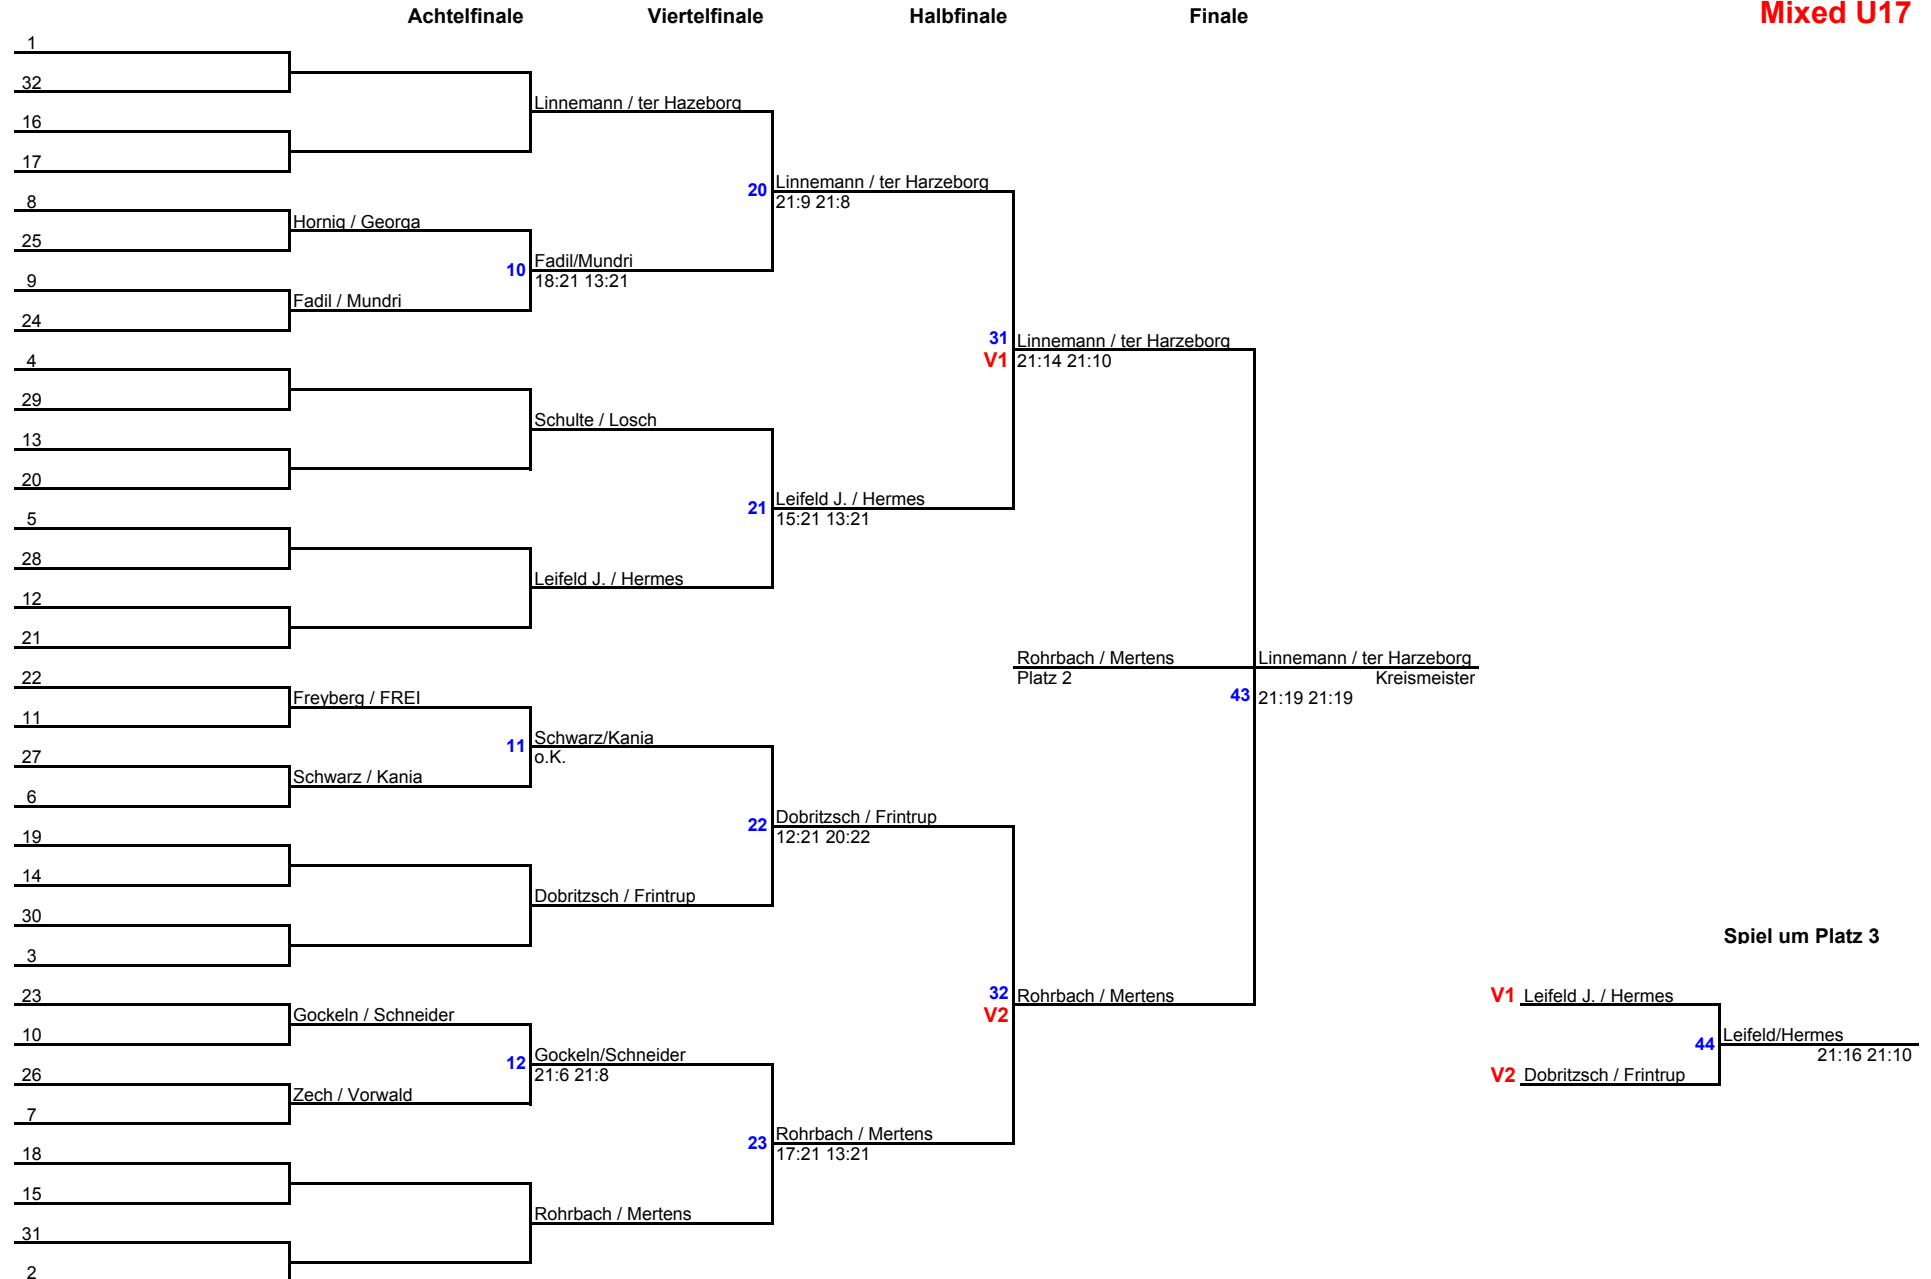 Achtelfinale Viertelfinale Halbfinale Finale Mixed U17
1
32
Linnemann / ter Hazeborg
16
17
20 Linnemann / ter Harzeborg
8
21:9 21:8
Hornig / Georga
25
10 Fadil/Mundri
9
18:21 13:21
Fadil / Mundri
24
31 Linnemann / ter Harzeborg
4
V1 21:14 21:10
29
Schulte / Losch
13
20
21 Leifeld J. / Hermes
5
15:21 13:21
28
Leifeld J. / Hermes
12
21
Rohrbach / Mertens Linnemann / ter Harzeborg
22
Platz 2 Kreismeister
Freyberg / FREI
43 21:19 21:19
11
11 Schwarz/Kania
27
o.K.
Schwarz / Kania
6
22 Dobritzsch / Frintrup
19
12:21 20:22
14
Dobritzsch / Frintrup
30
Spiel um Platz 3
3
23
32 Rohrbach / Mertens
V1 Leifeld J. / Hermes
Gockeln / Schneider
V2
10
44 Leifeld/Hermes
12 Gockeln/Schneider
21:16 21:10
26
21:6 21:8
V2 Dobritzsch / Frintrup
Zech / Vorwald
7
23 Rohrbach / Mertens
18
17:21 13:21
15
Rohrbach / Mertens
31
2